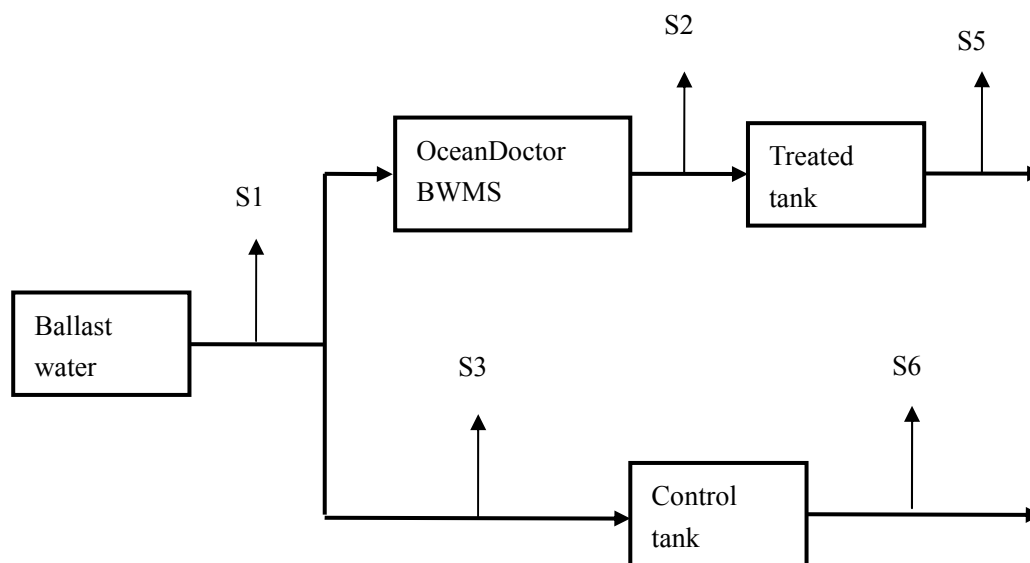 S2
S5
OceanDoctor
BWMS
Treated
tank
S1
Ballast
water
S3
S6
Control
tank